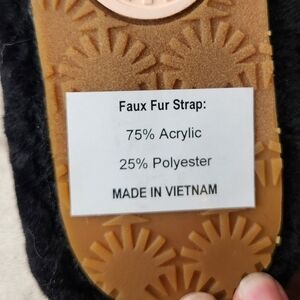 Faux Fur Strap:
75% Acrylic
25% Polyester
MADE IN VIETNAM